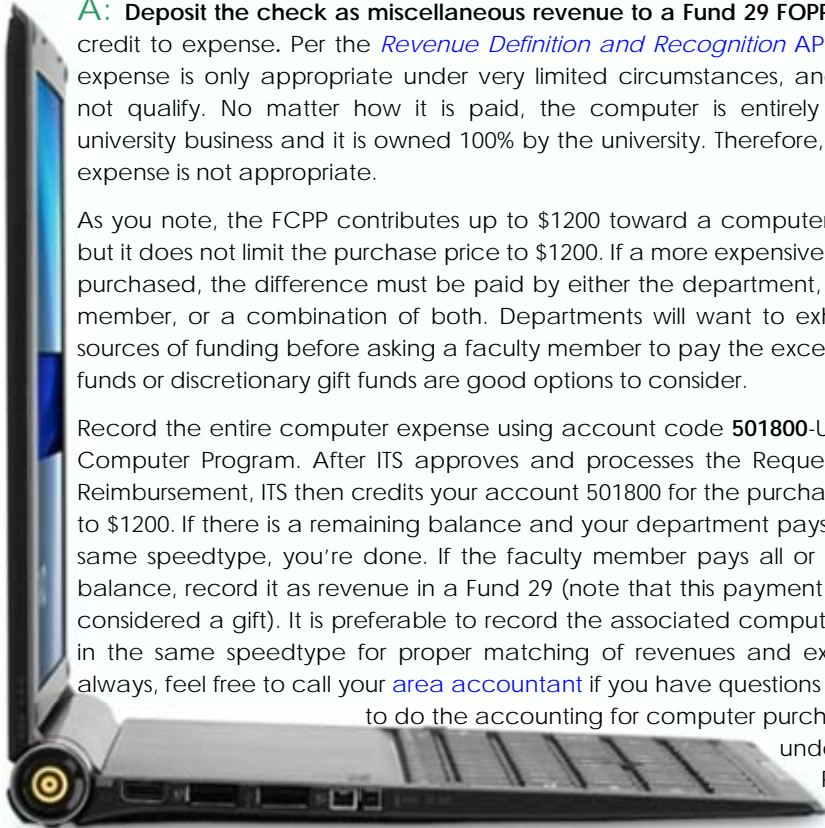 A: Deposit the check as miscellaneous revenue to a Fund 29 FOPP
credit to expense. Per the Revenue Definition and Recognition AP
expense is only appropriate under very limited circumstances, an
not qualify. No matter how it is paid, the computer is entirely
university business and it is owned 100% by the university. Therefore,
expense is not appropriate.
As you note, the FCPP contributes up to $1200 toward a computer
but it does not limit the purchase price to $1200. If a more expensive
purchased, the difference must be paid by either the department,
member, or a combination of both. Departments will want to exh
sources of funding before asking a faculty member to pay the exce
funds or discretionary gift funds are good options to consider.
Record the entire computer expense using account code 501800-U
Computer Program. After ITS approves and processes the Reque
Reimbursement, ITS then credits your account 501800 for the purcha
to $1200. If there is a remaining balance and your department pays
same speedtype, you're done. If the faculty member pays all or
balance, record it as revenue in a Fund 29 (note that this payment
considered a gift). It is preferable to record the associated comput
in the same speedtype for proper matching of revenues and ex
always, feel free to call your area accountant if you have questions
to do the accounting for computer purch
unde